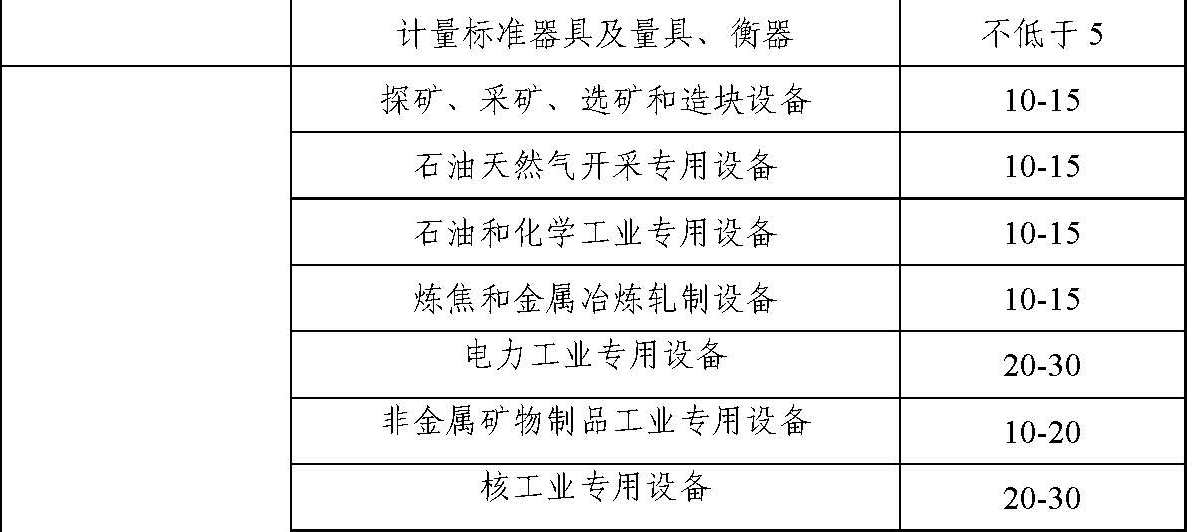 计量标准器具及量具、衡器 不低于 5
探矿、采矿、选矿和造块设备 10-15
石油天然气开采专用设备 10-15
石油和化学工业专用设备 10-15
炼焦和金属冶炼轧制设备 10-15
电力工业专用设备 20-30
非金属矿物制品工业专用设备 10-20
核工业专用设备 20-30